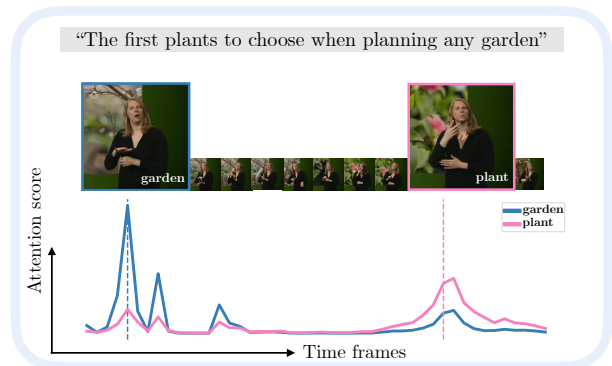 “The first plants to choose when planning any garden”
garden
plant
Attention score
garden
plant
Time frames